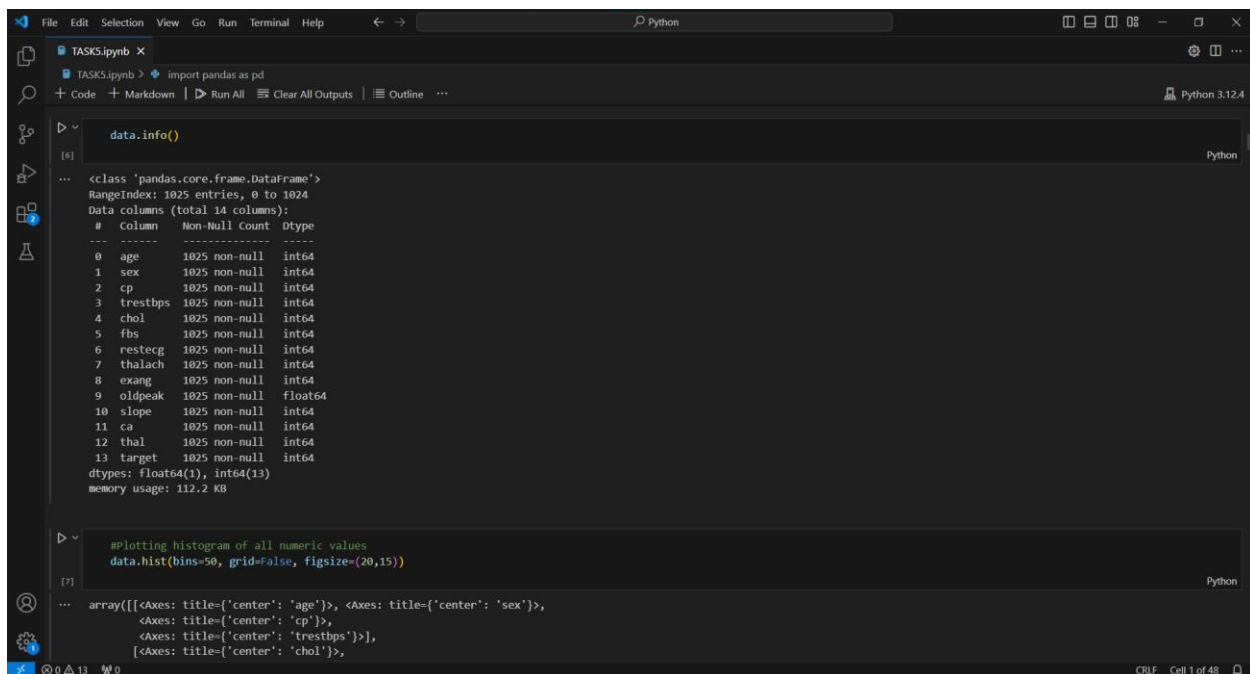 File Edit Selection View Go Run Terminal Help
Python
TASK5.ipynb
TASK5.ipynb > import pandas as pd
+ Code + Markdown | Run All Clear All Outputs | Outline ...
Python 3.12.4
data.info()
[6]
Python
... <class 'pandas.core.frame.DataFrame'>
RangeIndex: 1025 entries, 0 to 1024
Data columns (total 14 columns):
 #   Column    Non-Null Count  Dtype
---  ------    --------------  -----
 0   age       1025 non-null   int64
 1   sex       1025 non-null   int64
 2   cp        1025 non-null   int64
 3   trestbps  1025 non-null   int64
 4   chol      1025 non-null   int64
 5   fbs       1025 non-null   int64
 6   restecg   1025 non-null   int64
 7   thalach   1025 non-null   int64
 8   exang     1025 non-null   int64
 9   oldpeak   1025 non-null   float64
 10  slope     1025 non-null   int64
 11  ca        1025 non-null   int64
 12  thal      1025 non-null   int64
 13  target    1025 non-null   int64
dtypes: float64(1), int64(13)
memory usage: 112.2 KB
2
#Plotting histogram of all numeric values
data.hist(bins=50, grid=False, figsize=(20,15))
[7]
Python
... array([[<Axes: title={'center': 'age'}>, <Axes: title={'center': 'sex'}>,
<Axes: title={'center': 'cp'}>,
<Axes: title={'center': 'trestbps'}>],
[<Axes: title={'center': 'chol'}>,
1
0 13 0
CRLF Cell 1 of 48